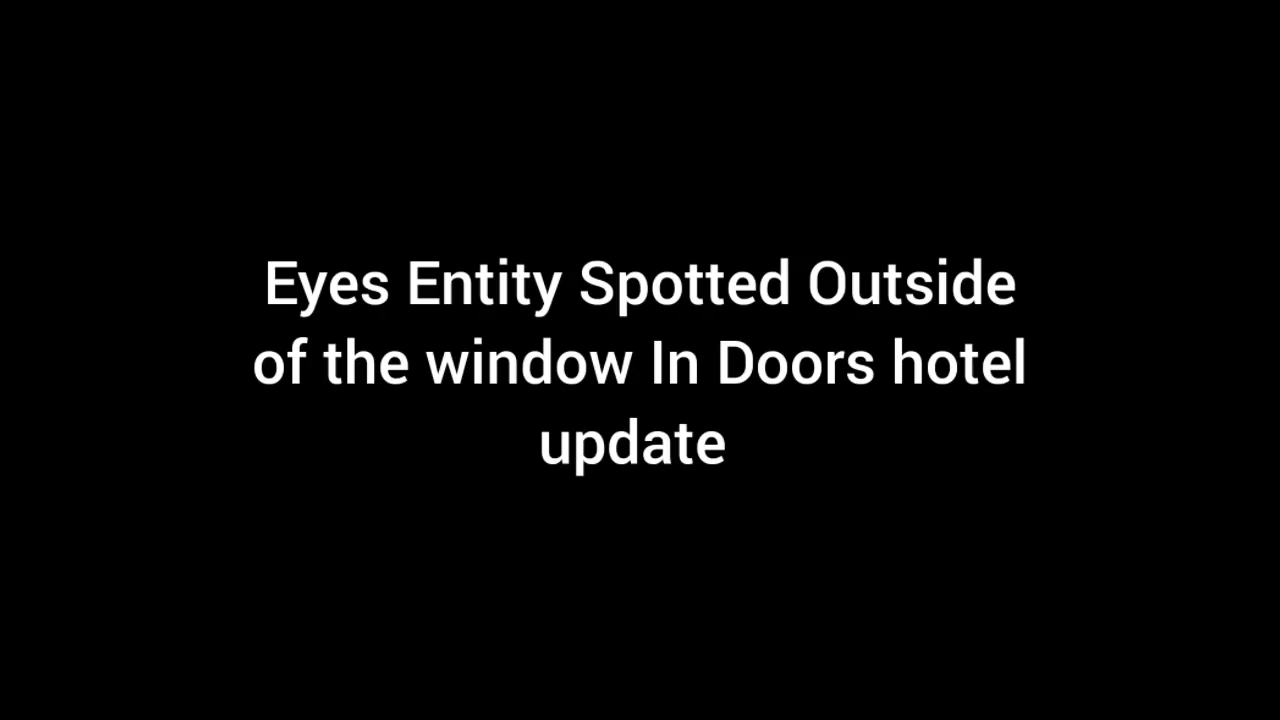 Eyes Entity Spotted Outside
of the window In Doors hotel
update